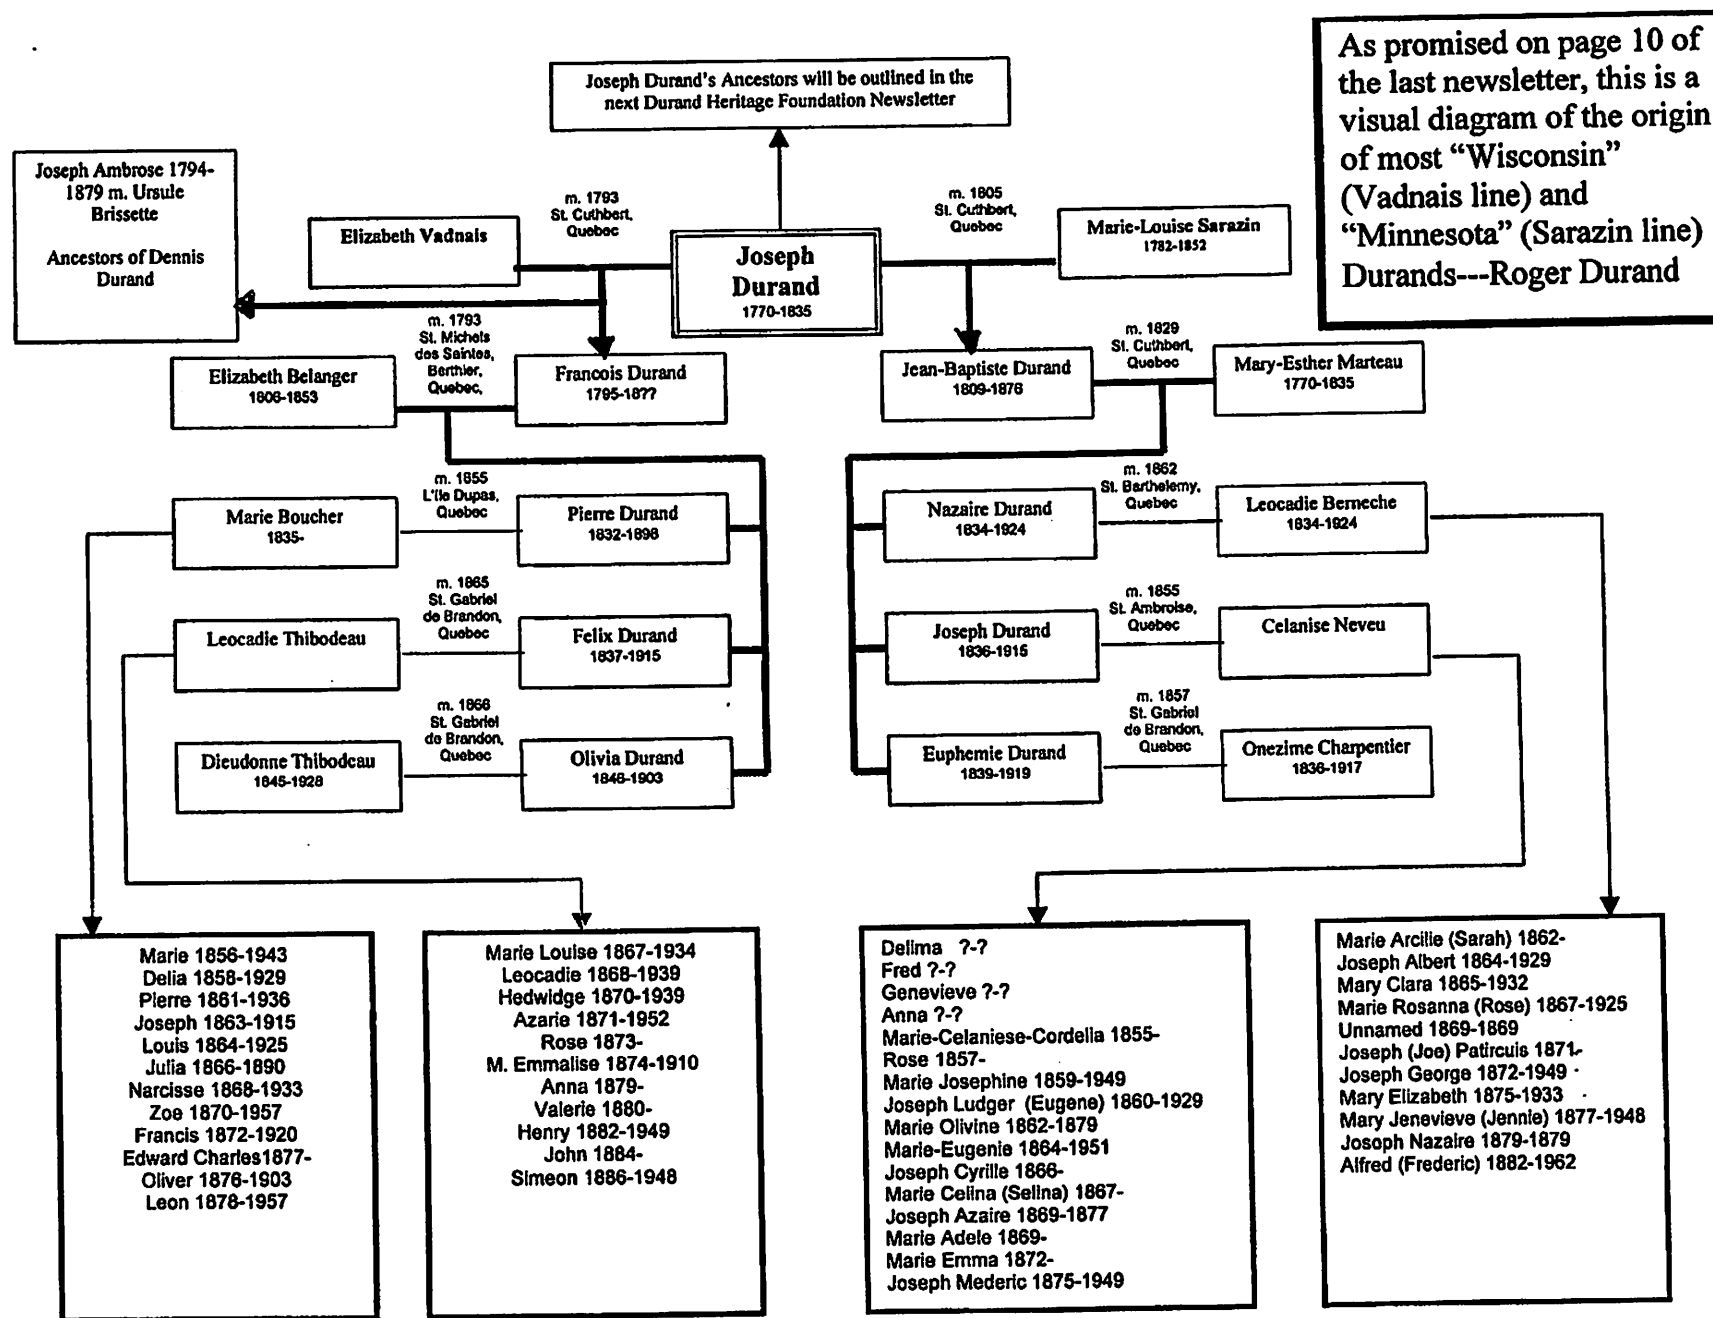 Joseph Durand's Ancestors will be outlined in the
next Durand Heritage Foundation Newsletter
As promised on page 10 of
the last newsletter, this is a
visual diagram of the origin
of most “Wisconsin”
(Vadnais line) and
“Minnesota” (Sarazin line)
Durands---Roger Durand
Joseph Ambrose 1794-
1879 m. Ursule
Brissette
Ancestors of Dennis
Durand
Elizabeth Vadnais
m. 1793
St. Cuthbert,
Quebec
Joseph
Durand
1770-1835
m. 1805
St. Cuthbert,
Quebec
Marie-Louise Sarazin
1782-1852
Elizabeth Belanger
1806-1853
m. 1793
St. Michels
des Saintes,
Berthier,
Quebec,
Francois Durand
1795-18??
Jean-Baptiste Durand
1809-1876
m. 1829
St. Cuthbert,
Quebec
Mary-Esther Marteau
1770-1835
Marie Boucher
1835-
m. 1855
L'Ile Dupas,
Quebec
Pierre Durand
1832-1898
Nazaire Durand
1834-1924
m. 1862
St. Barthelemy,
Quebec
Leocadie Berneche
1834-1924
Leocadie Thibodeau
m. 1865
St. Gabriel
de Brandon,
Quebec
Felix Durand
1837-1915
Joseph Durand
1836-1915
m. 1855
St. Ambroise,
Quebec
Celanise Neveu
Dieudonne Thibodeau
1845-1928
m. 1866
St. Gabriel
de Brandon,
Quebec
Olivia Durand
1846-1903
Euphemie Durand
1839-1919
m. 1857
St. Gabriel
de Brandon,
Quebec
Onezime Charpentier
1836-1917
Marie 1856-1943
Delia 1858-1929
Pierre 1861-1936
Joseph 1863-1915
Louis 1864-1925
Julia 1866-1890
Narcisse 1868-1933
Zoe 1870-1957
Francis 1872-1920
Edward Charles1877-
Oliver 1876-1903
Leon 1878-1957
Marie Louise 1867-1934
Leocadie 1868-1939
Hedwidge 1870-1939
Azarie 1871-1952
Rose 1873-
M. Emmalise 1874-1910
Anna 1879-
Valerie 1880-
Henry 1882-1949
John 1884-
Simeon 1886-1948
Delima ?-?
Fred ?-?
Genevieve ?-?
Anna ?-?
Marie-Celaniese-Cordelia 1855-
Rose 1857-
Marie Josephine 1859-1949
Joseph Ludger (Eugene) 1860-1929
Marie Olivine 1862-1879
Marie-Eugenie 1864-1951
Joseph Cyrille 1866-
Marie Celina (Selina) 1867-
Joseph Azaire 1869-1877
Marie Adele 1869-
Marie Emma 1872-
Joseph Mederic 1875-1949
Marie Arcilie (Sarah) 1862-
Joseph Albert 1864-1929
Mary Clara 1865-1932
Marie Rosanna (Rose) 1867-1925
Unnamed 1869-1869
Joseph (Joe) Patircuis 1871-
Joseph George 1872-1949
Mary Elizabeth 1875-1933
Mary Jenevieve (Jennie) 1877-1948
Josoph Nazaire 1879-1879
Alfred (Frederic) 1882-1962